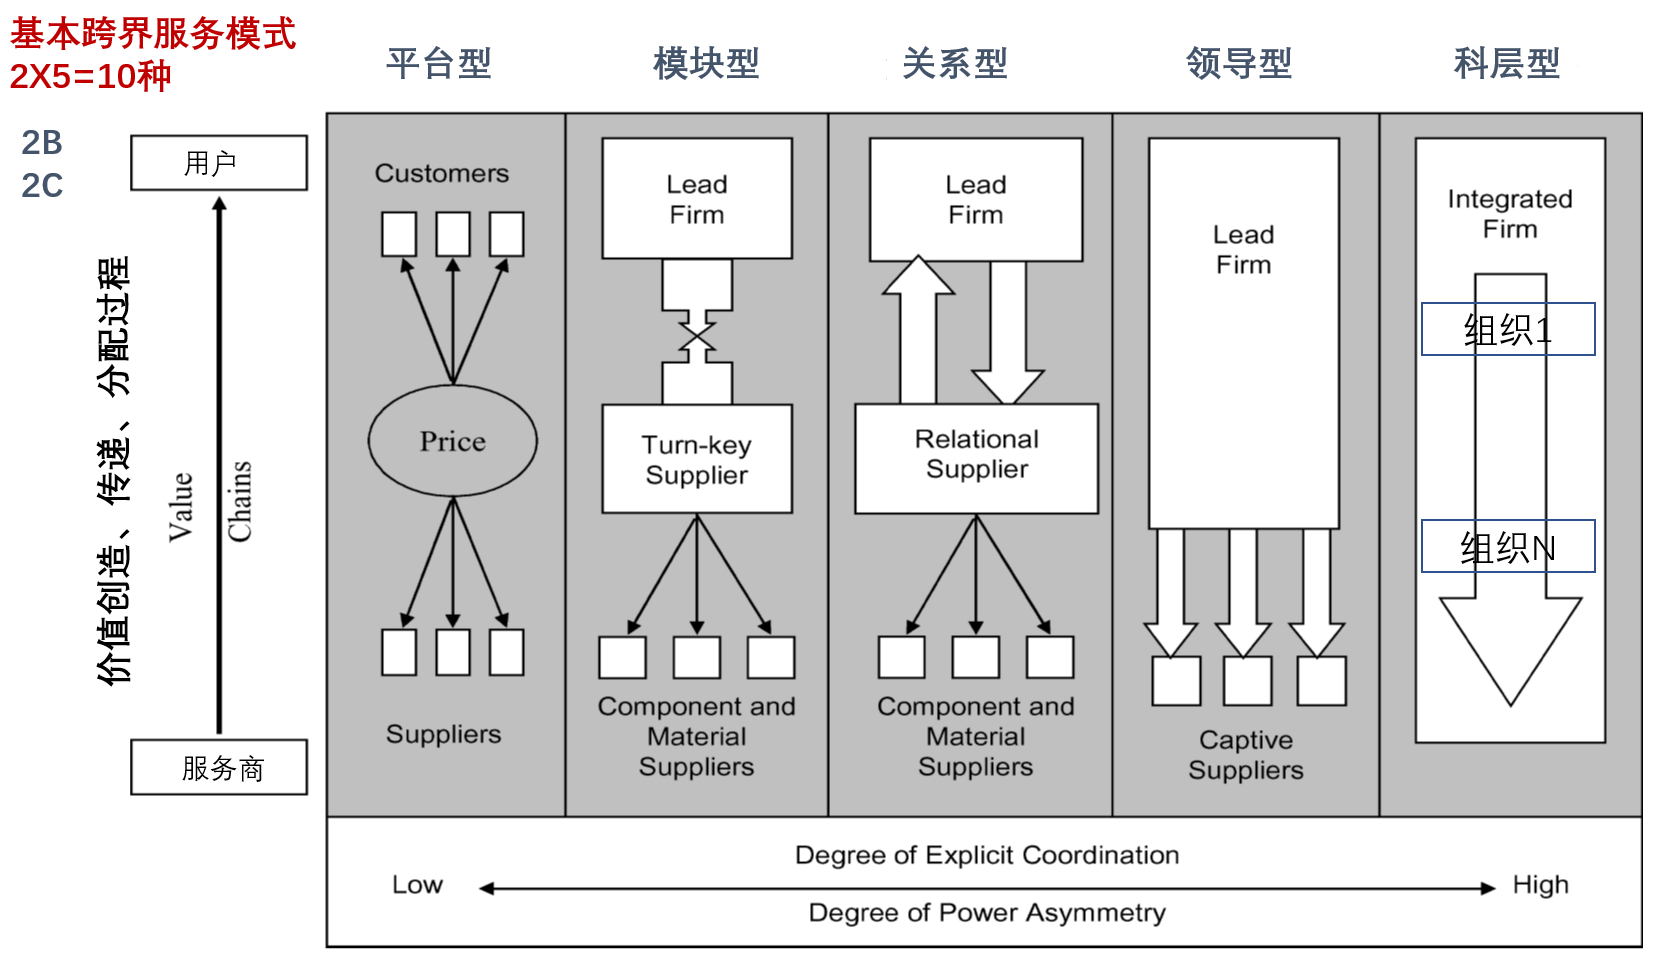 基本跨界服务模式
2X5=10种
平台型
模块型
关系型
领导型
科层型
2B
2C
用户
价值创造、传递、分配过程
Value
Chains
服务商
Customers
Price
Suppliers
Lead
Firm
Turn-key
Supplier
Component and
Material
Suppliers
Lead
Firm
Relational
Supplier
Component and
Material
Suppliers
Lead
Firm
Captive
Suppliers
Integrated
Firm
组织1
组织N
Degree of Explicit Coordination
Low
High
Degree of Power Asymmetry